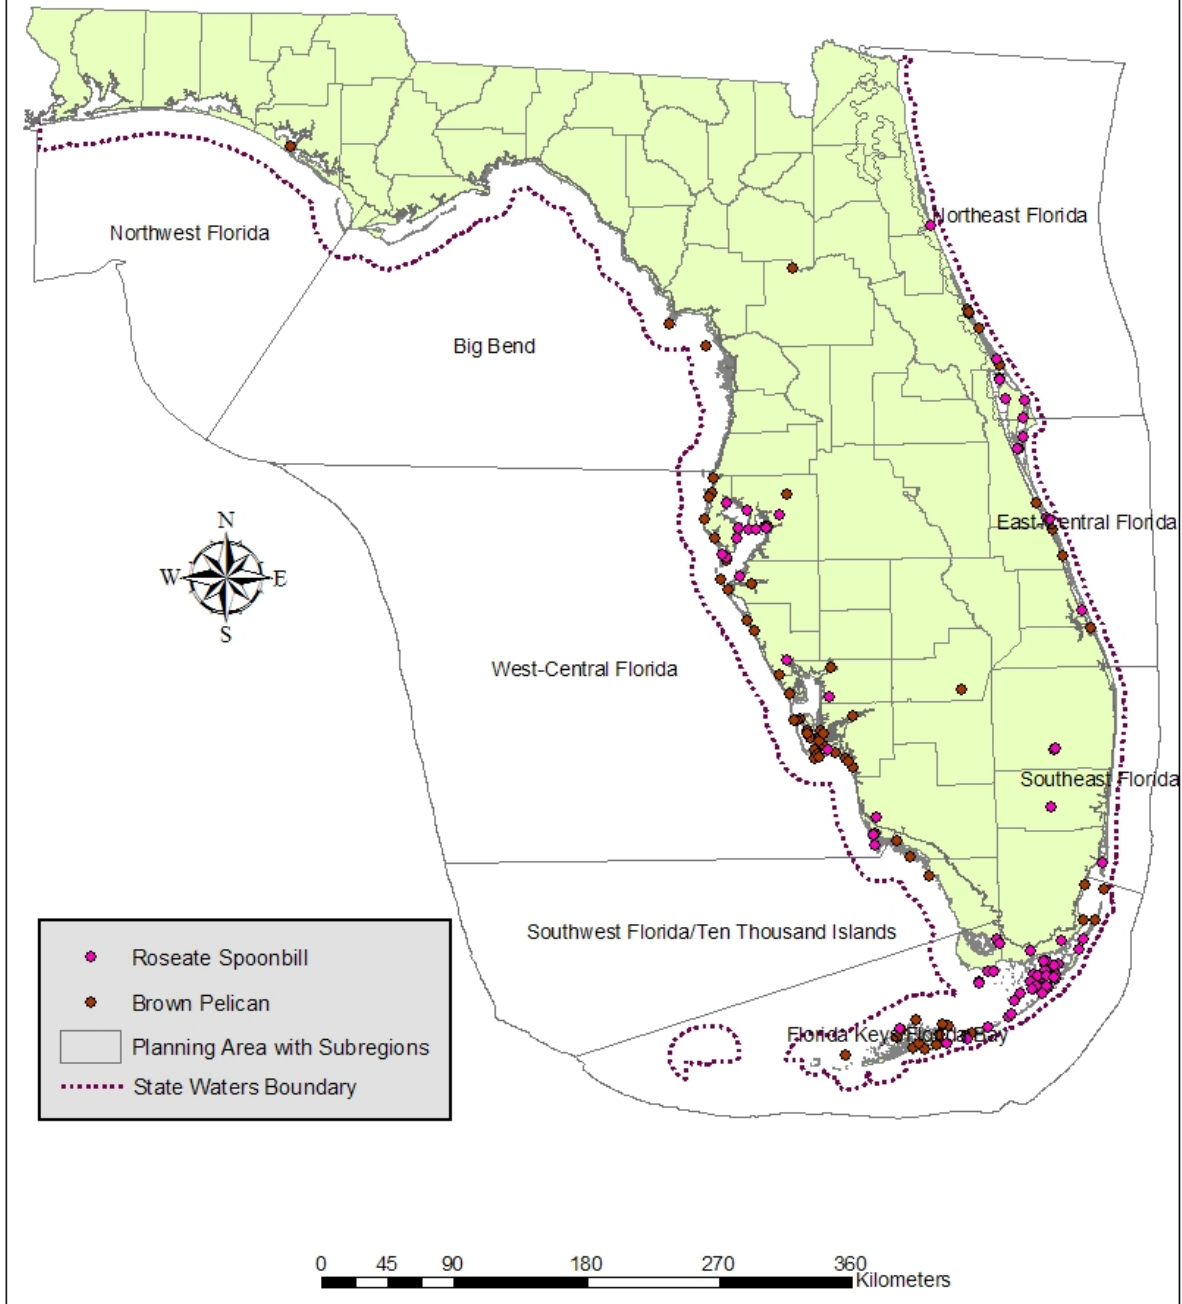 Northeast Florida
Northwest Florida
Big Bend
East-Central Florida
N
W E
S
West-Central Florida
Southeast Florida
Southwest Florida/Ten Thousand Islands
Florida Keys/Florida Bay
Roseate Spoonbill
Brown Pelican
Planning Area with Subregions
State Waters Boundary
0 45 90 180 270 360
Kilometers